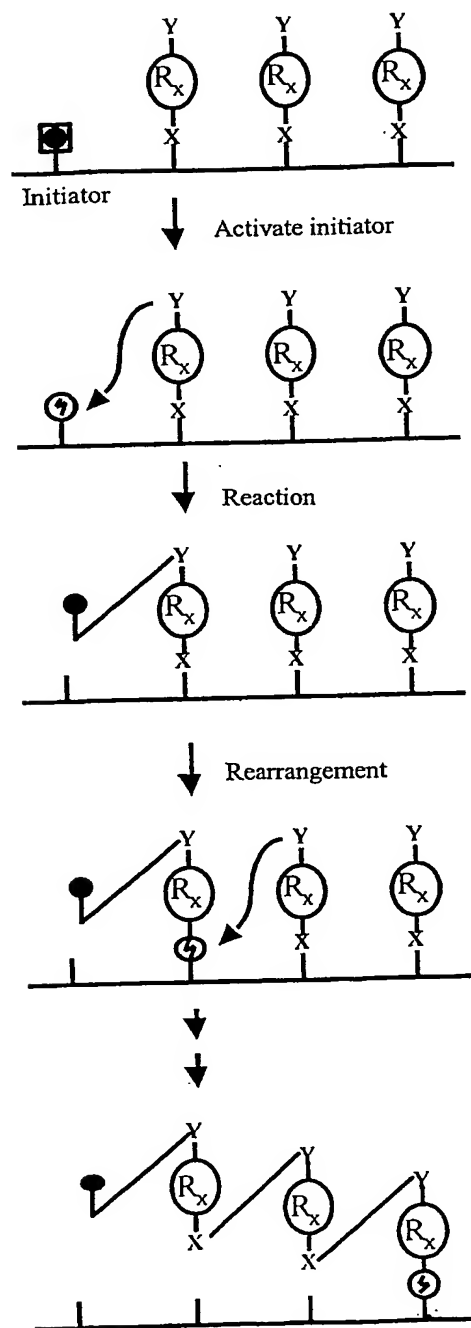 Y Y Y
Rx Rx Rx
X X X
Initiator
Activate initiator
Y Y Y
Rx Rx Rx
X X X
Reaction
Y Y Y
Rx Rx Rx
X X X
Rearrangement
Y Y Y
Rx Rx Rx
X X
Y Y Y
Rx Rx Rx
X X